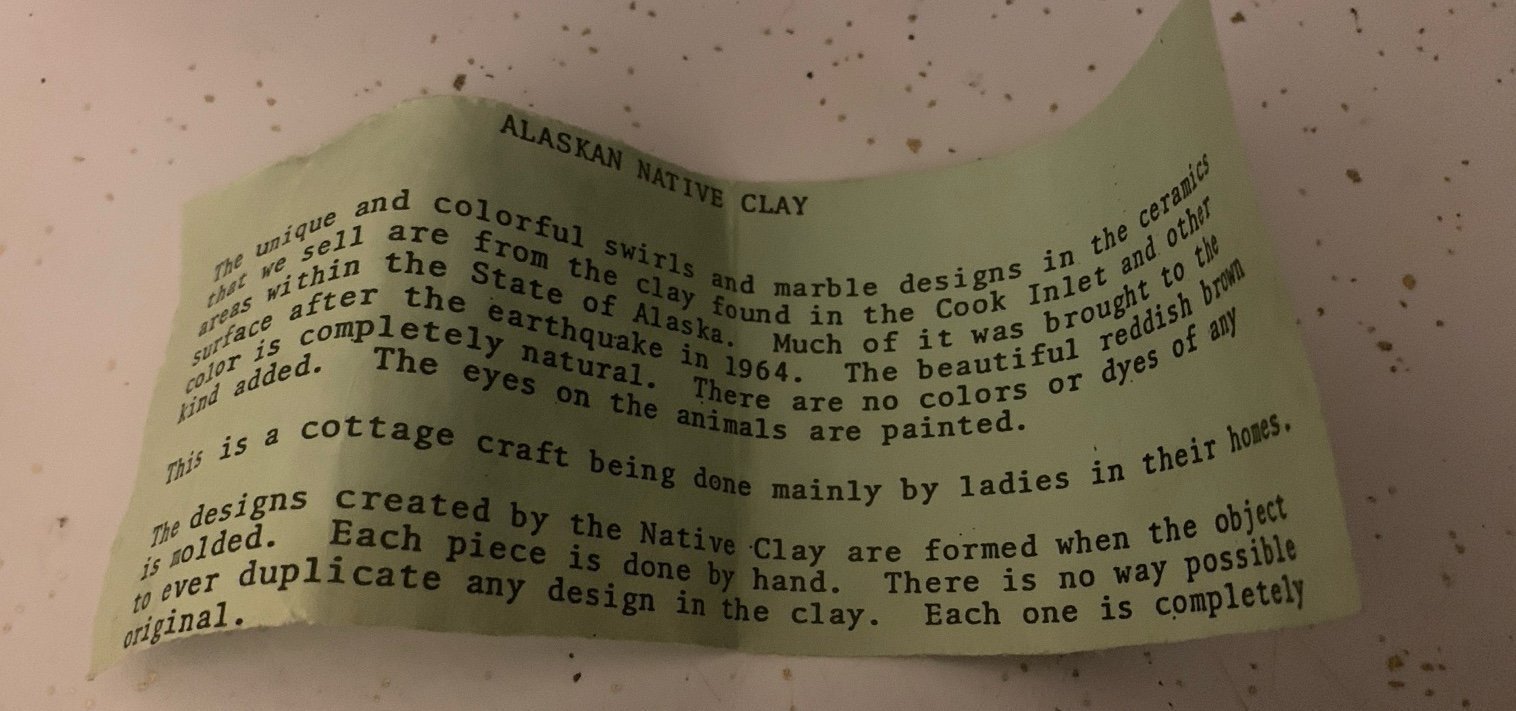 ALASKAN NATIVE CLAY
The unique and colorful swirls and marble designs in the ceramics
that we sell are from the clay found in the Cook Inlet and other
areas within the State of Alaska. Much of it was brought to the
surface after the earthquake in 1964. The beautiful reddish brown
color is completely natural. There are no colors or dyes of any
kind added. The eyes on the animals are painted.
This is a cottage craft being done mainly by ladies in their homes.
The designs created by the Native Clay are formed when the object
is molded. Each piece is done by hand. There is no way possible
to ever duplicate any design in the clay. Each one is completely
original.